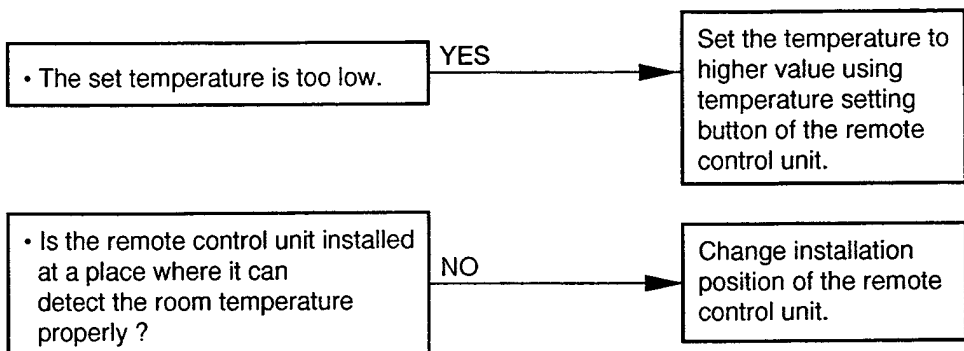 • The set temperature is too low.
YES
Set the temperature to
higher value using
temperature setting
button of the remote
control unit.
• Is the remote control unit installed
at a place where it can
detect the room temperature
properly ?
NO
Change installation
position of the remote
control unit.